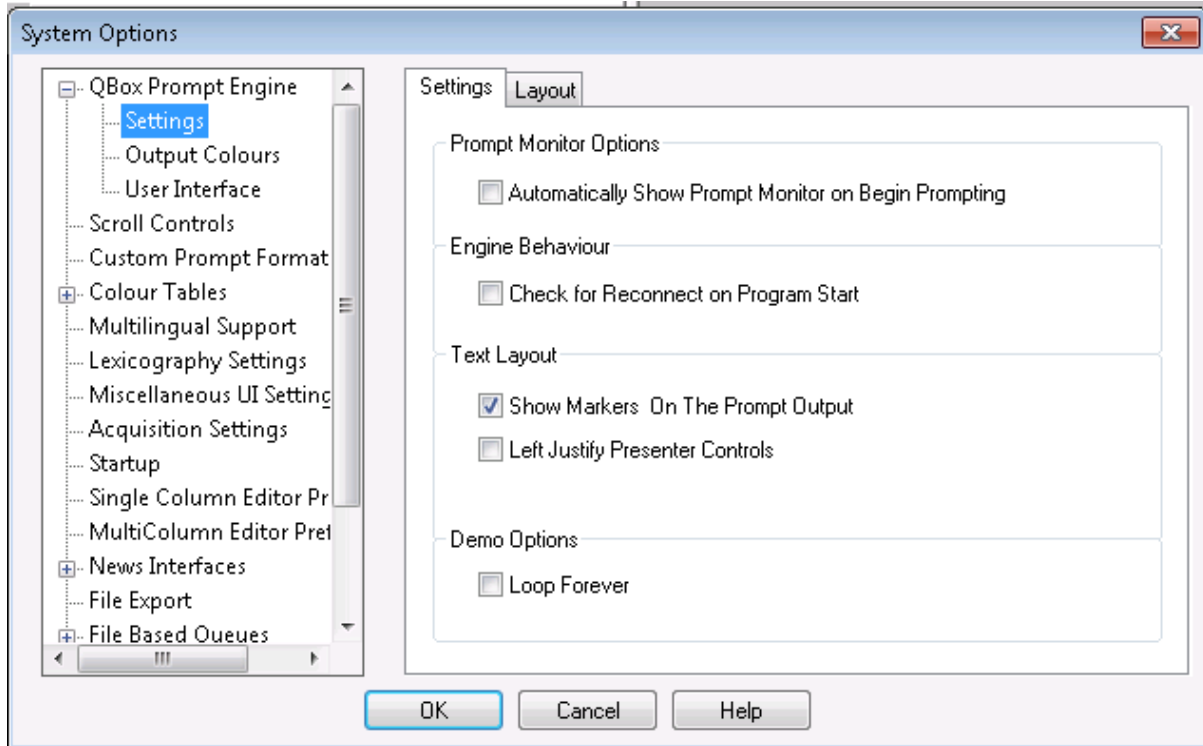 System Options
QBox Prompt Engine
Settings
Output Colours
User Interface
Scroll Controls
Custom Prompt Format
Colour Tables
Multilingual Support
Lexicography Settings
Miscellaneous UI Setting
Acquisition Settings
Startup
Single Column Editor Pr
MultiColumn Editor Pref
News Interfaces
File Export
File Based Queues
Settings
Layout
Prompt Monitor Options
Automatically Show Prompt Monitor on Begin Prompting
Engine Behaviour
Check for Reconnect on Program Start
Text Layout
Show Markers On The Prompt Output
Left Justify Presenter Controls
Demo Options
Loop Forever
OK
Cancel
Help